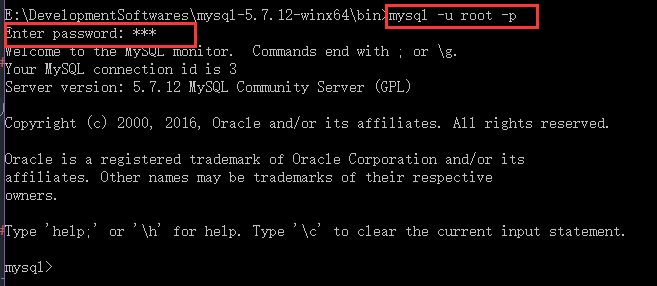 E:\DevelopmentSoftwares\mysql-5.7.12-winx64\bin>mysql -u root -p
Enter password: ***
Welcome to the MySQL monitor.  Commands end with ; or \g.
Your MySQL connection id is 3
Server version: 5.7.12 MySQL Community Server (GPL)
Copyright (c) 2000, 2016, Oracle and/or its affiliates. All rights reserved.
Oracle is a registered trademark of Oracle Corporation and/or its
affiliates. Other names may be trademarks of their respective
owners.
Type 'help;' or '\h' for help. Type '\c' to clear the current input statement.
mysql>